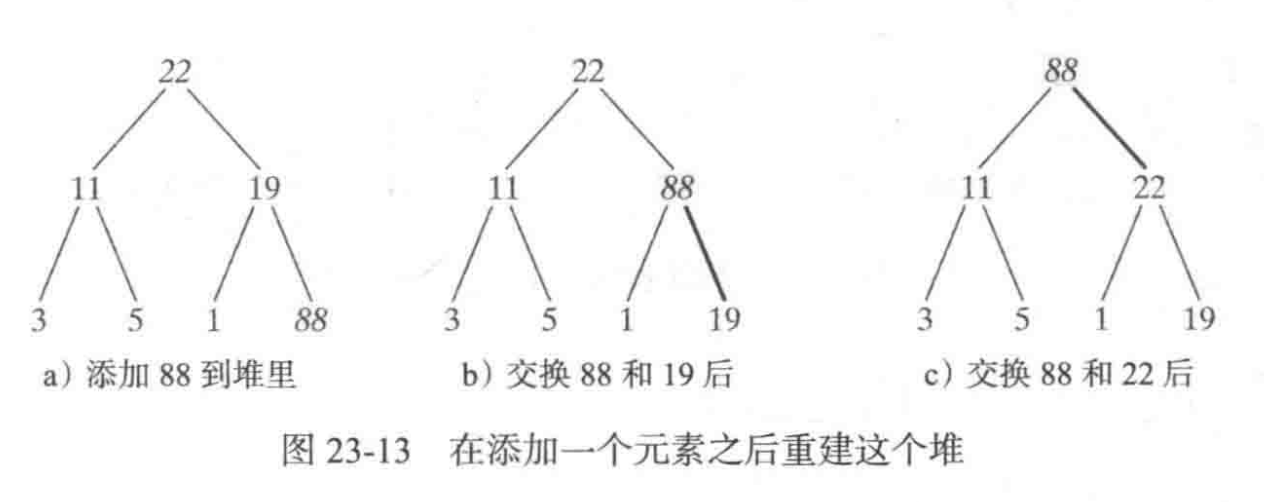 22 22 88
11 19 11 88 11 22
3 5 1 88 3 5 1 19 3 5 1 19
a）添加 88 到堆里 b）交换 88 和 19 后 c）交换 88 和 22 后
图 23-13 在添加一个元素之后重建这个堆